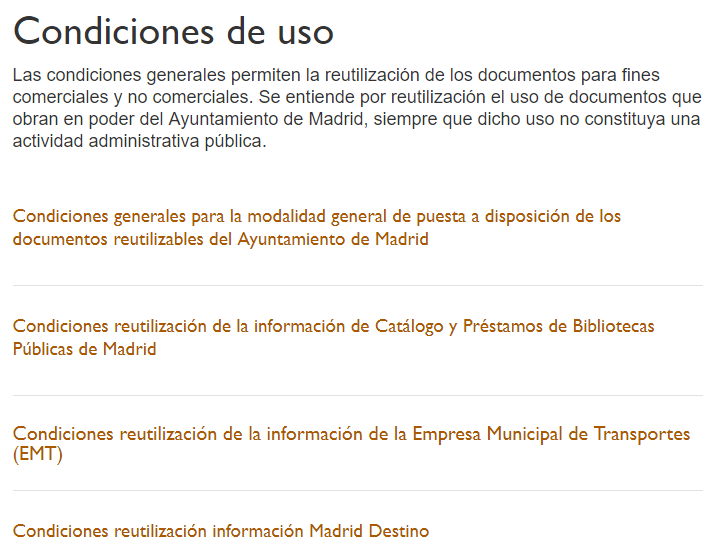 Condiciones de uso
Las condiciones generales permiten la reutilización de los documentos para fines
comerciales y no comerciales. Se entiende por reutilización el uso de documentos que
obran en poder del Ayuntamiento de Madrid, siempre que dicho uso no constituya una
actividad administrativa pública.
Condiciones generales para la modalidad general de puesta a disposición de los
documentos reutilizables del Ayuntamiento de Madrid
Condiciones reutilización de la información de Catálogo y Préstamos de Bibliotecas
Públicas de Madrid
Condiciones reutilización de la información de la Empresa Municipal de Transportes
(EMT)
Condiciones reutilización información Madrid Destino